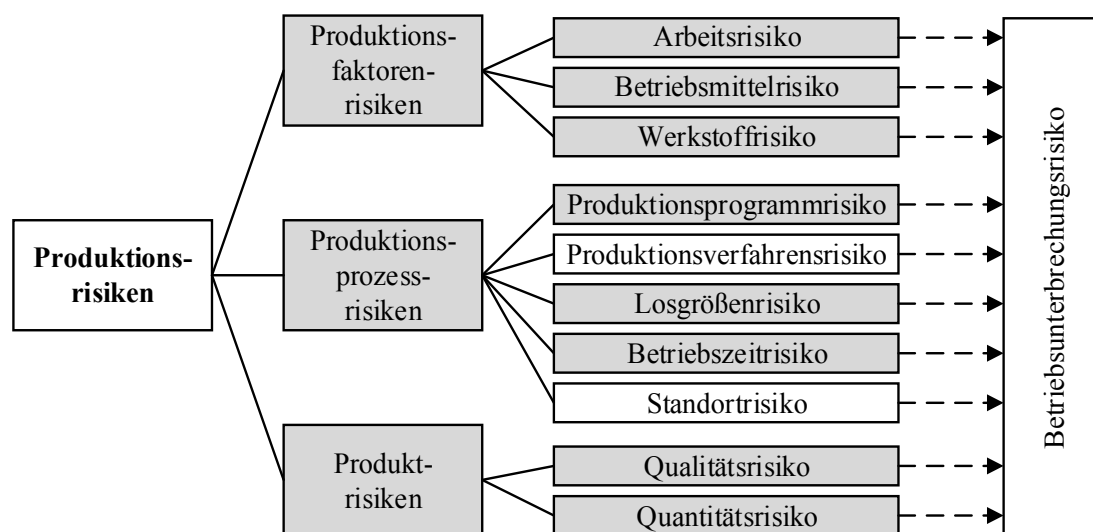 Produktions-
risiken
Produktions-
faktoren-
risiken
Arbeitsrisiko
Betriebsmittelrisiko
Werkstoffrisiko
Produktions-
prozess-
risiken
Produktionsprogrammrisiko
Produktionsverfahrensrisiko
Losgrößenrisiko
Betriebszeitrisiko
Standortrisiko
Produkt-
risiken
Qualitätsrisiko
Quantitätsrisiko
Betriebsunterbrechungsrisiko